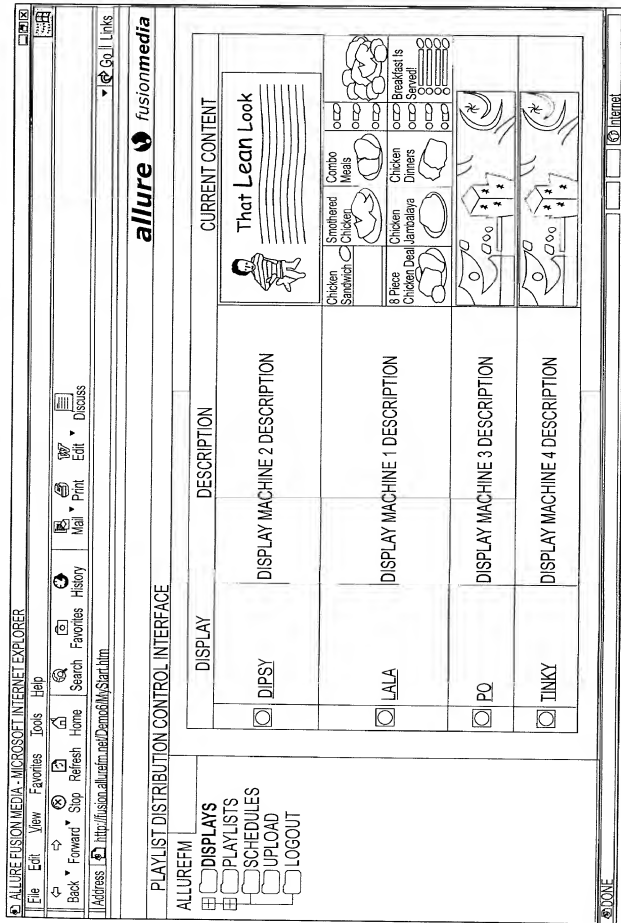 ALLURE FUSION MEDIA - MICROSOFT INTERNET EXPLORER
File Edit View Favorites Tools Help
Back Forward Stop Refresh Home Search Favorites History Mail Print Edit Discuss
Address http://fusion.allurefm.net/Demo6/MyStart.htm Go Links
allure fusionmedia
PLAYLIST DISTRIBUTION CONTROL INTERFACE
ALLUREFM
DISPLAYS
PLAYLISTS
SCHEDULES
UPLOAD
LOGOUT
DISPLAY DESCRIPTION CURRENT CONTENT
DIPSY DISPLAY MACHINE 2 DESCRIPTION
That Lean Look
LALA DISPLAY MACHINE 1 DESCRIPTION
Chicken Sandwich
Smothered Chicken
Combo Meals
8 Piece Chicken Deal
Chicken Jambalaya
Chicken Dinners
Breakfast Is Served!
PO DISPLAY MACHINE 3 DESCRIPTION
TINKY DISPLAY MACHINE 4 DESCRIPTION
DONE Internet